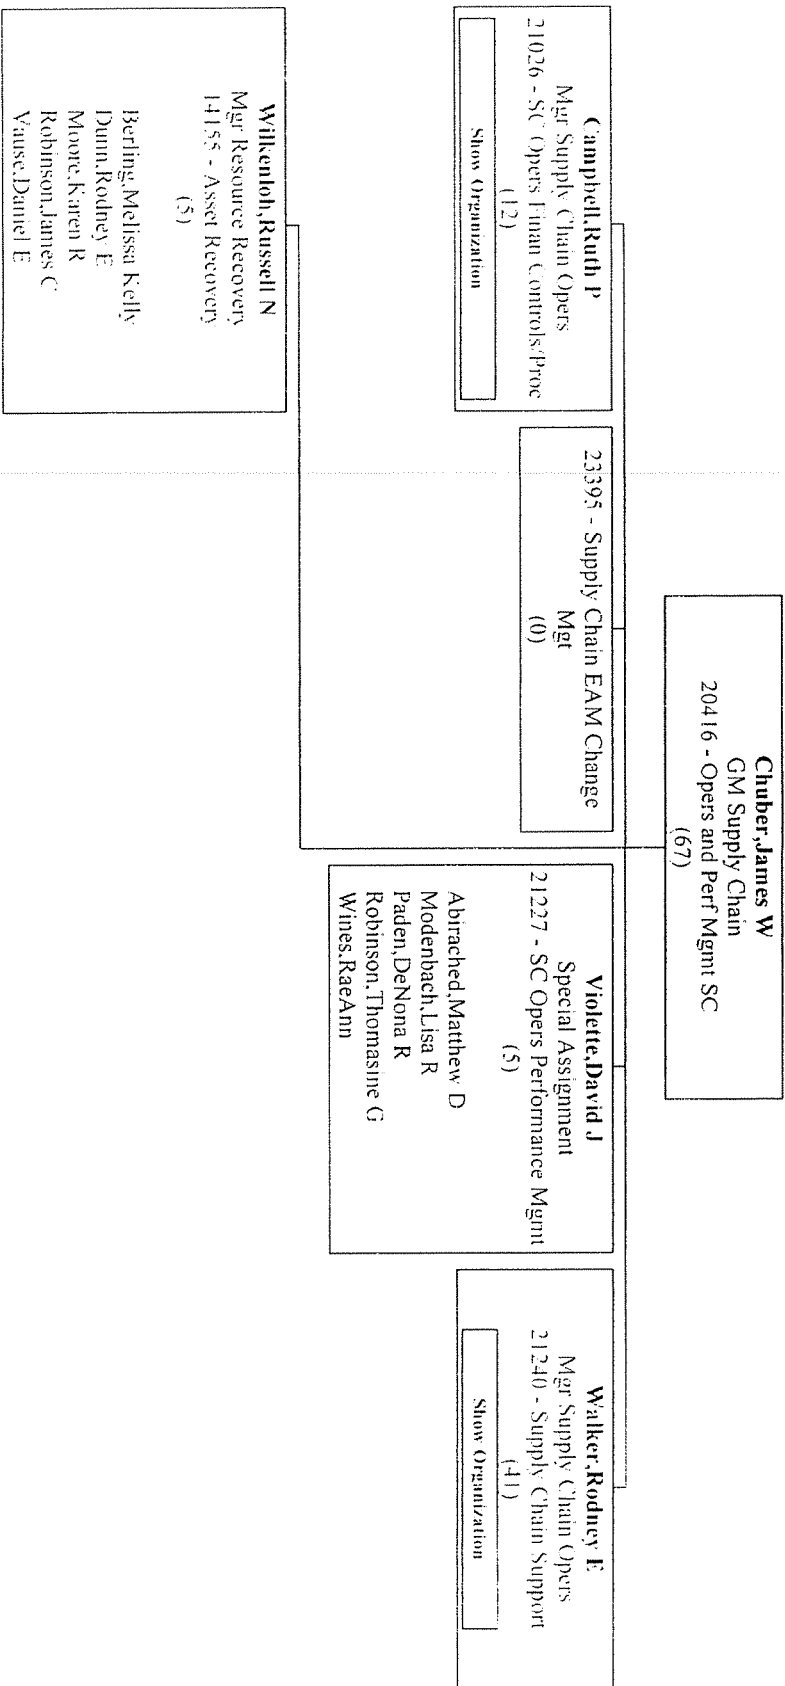 Chuber,James W
GM Supply Chain
20416 - Opers and Perf Mgmt SC
(67)
Campbell,Ruth P
Mgr Supply Chain Opers
21026 - SC Opers Finan Controls/Proc
(12)
Show Organization
23395 - Supply Chain EAM Change
Mgt
(0)
Violette,David J
Special Assignment
21227 - SC Opers Performance Mgmt
(5)
Abirached,Matthew D
Modenbach,Lisa R
Paden,DeNona R
Robinson,Thomasine G
Wines,RaeAnn
Walker,Rodney E
Mgr Supply Chain Opers
21240 - Supply Chain Support
(41)
Show Organization
Wilkenloh,Russell N
Mgr Resource Recovery
14155 - Asset Recovery
(5)
Berling,Melissa Kelly
Dunn,Rodney E
Moore,Karen R
Robinson,James C
Vause,Daniel E